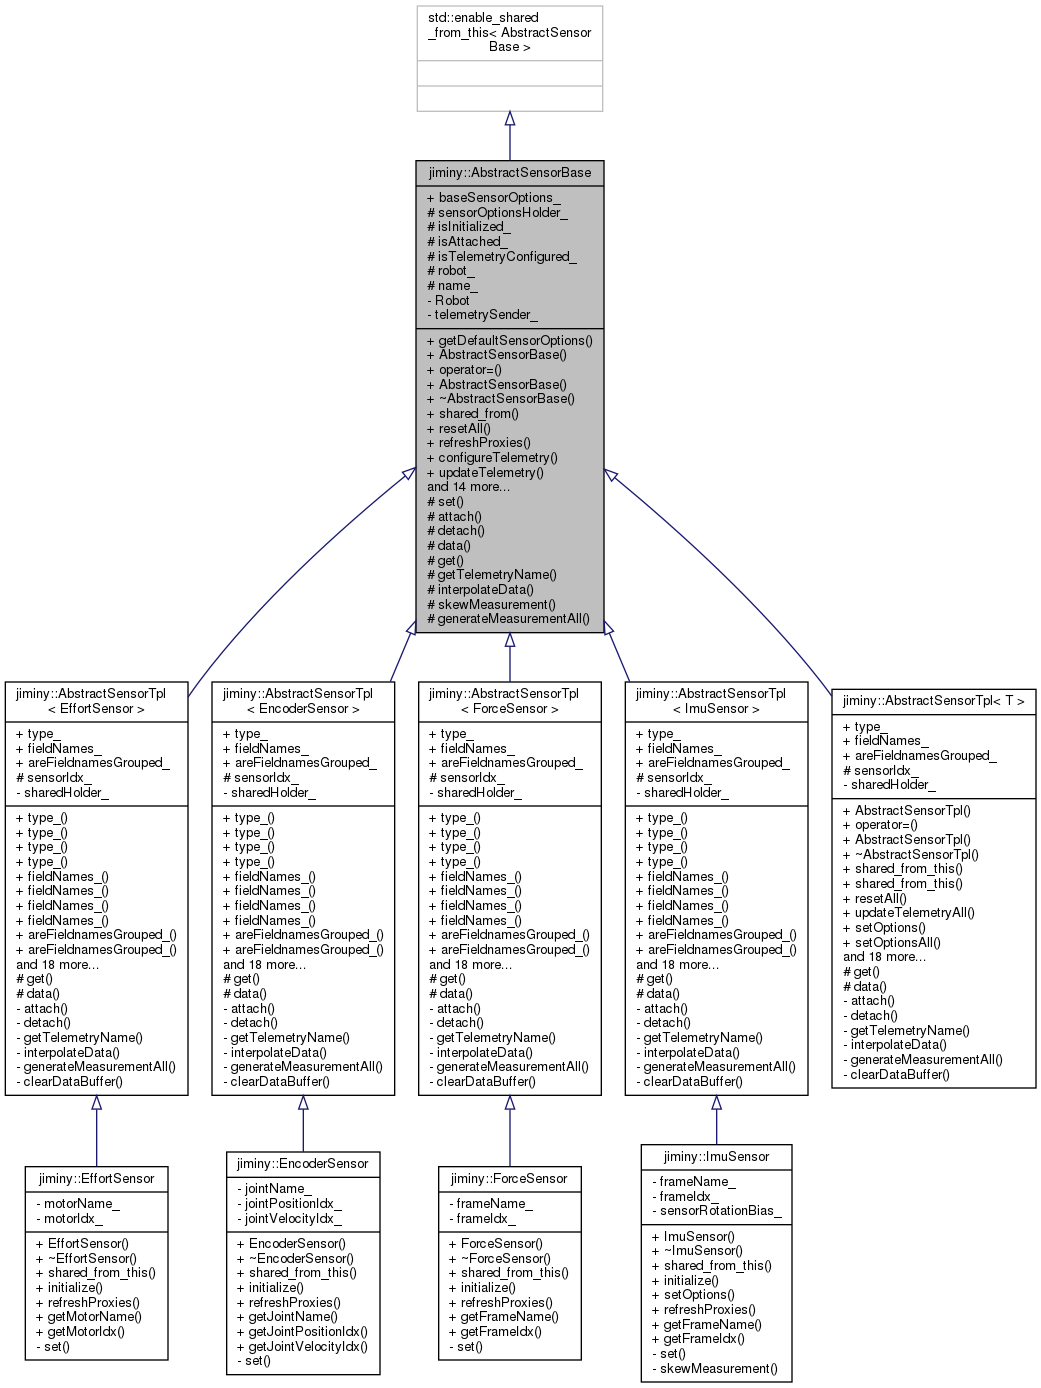 std::enable_shared
_from_this< AbstractSensor
Base >
jiminy::AbstractSensorBase
+ baseSensorOptions_
# sensorOptionsHolder_
# isInitialized_
# isAttached_
# isTelemetryConfigured_
# robot_
# name_
- Robot
- telemetrySender_
+ getDefaultSensorOptions()
+ AbstractSensorBase()
+ operator=()
+ AbstractSensorBase()
+ ~AbstractSensorBase()
+ shared_from()
+ resetAll()
+ refreshProxies()
+ configureTelemetry()
+ updateTelemetry()
and 14 more...
# set()
# attach()
# detach()
# data()
# get()
# getTelemetryName()
# interpolateData()
# skewMeasurement()
# generateMeasurementAll()
jiminy::AbstractSensorTpl
< EffortSensor >
+ type_
+ fieldNames_
+ areFieldnamesGrouped_
# sensorIdx_
- sharedHolder_
+ type_()
+ type_()
+ type_()
+ type_()
+ fieldNames_()
+ fieldNames_()
+ fieldNames_()
+ fieldNames_()
+ areFieldnamesGrouped_()
+ areFieldnamesGrouped_()
and 18 more...
# get()
# data()
- attach()
- detach()
- getTelemetryName()
- interpolateData()
- generateMeasurementAll()
- clearDataBuffer()
jiminy::AbstractSensorTpl
< EncoderSensor >
+ type_
+ fieldNames_
+ areFieldnamesGrouped_
# sensorIdx_
- sharedHolder_
+ type_()
+ type_()
+ type_()
+ type_()
+ fieldNames_()
+ fieldNames_()
+ fieldNames_()
+ fieldNames_()
+ areFieldnamesGrouped_()
+ areFieldnamesGrouped_()
and 18 more...
# get()
# data()
- attach()
- detach()
- getTelemetryName()
- interpolateData()
- generateMeasurementAll()
- clearDataBuffer()
jiminy::AbstractSensorTpl
< ForceSensor >
+ type_
+ fieldNames_
+ areFieldnamesGrouped_
# sensorIdx_
- sharedHolder_
+ type_()
+ type_()
+ type_()
+ type_()
+ fieldNames_()
+ fieldNames_()
+ fieldNames_()
+ fieldNames_()
+ areFieldnamesGrouped_()
+ areFieldnamesGrouped_()
and 18 more...
# get()
# data()
- attach()
- detach()
- getTelemetryName()
- interpolateData()
- generateMeasurementAll()
- clearDataBuffer()
jiminy::AbstractSensorTpl
< ImuSensor >
+ type_
+ fieldNames_
+ areFieldnamesGrouped_
# sensorIdx_
- sharedHolder_
+ type_()
+ type_()
+ type_()
+ type_()
+ fieldNames_()
+ fieldNames_()
+ fieldNames_()
+ fieldNames_()
+ areFieldnamesGrouped_()
+ areFieldnamesGrouped_()
and 18 more...
# get()
# data()
- attach()
- detach()
- getTelemetryName()
- interpolateData()
- generateMeasurementAll()
- clearDataBuffer()
jiminy::AbstractSensorTpl< T >
+ type_
+ fieldNames_
+ areFieldnamesGrouped_
# sensorIdx_
- sharedHolder_
+ AbstractSensorTpl()
+ operator=()
+ AbstractSensorTpl()
+ ~AbstractSensorTpl()
+ shared_from_this()
+ shared_from_this()
+ resetAll()
+ updateTelemetryAll()
+ setOptions()
+ setOptionsAll()
and 18 more...
# get()
# data()
- attach()
- detach()
- getTelemetryName()
- interpolateData()
- generateMeasurementAll()
- clearDataBuffer()
jiminy::EffortSensor
- motorName_
- motorIdx_
+ EffortSensor()
+ ~EffortSensor()
+ shared_from_this()
+ initialize()
+ refreshProxies()
+ getMotorName()
+ getMotorIdx()
- set()
jiminy::EncoderSensor
- jointName_
- jointPositionIdx_
- jointVelocityIdx_
+ EncoderSensor()
+ ~EncoderSensor()
+ shared_from_this()
+ initialize()
+ refreshProxies()
+ getJointName()
+ getJointPositionIdx()
+ getJointVelocityIdx()
- set()
jiminy::ForceSensor
- frameName_
- frameIdx_
+ ForceSensor()
+ ~ForceSensor()
+ shared_from_this()
+ initialize()
+ refreshProxies()
+ getFrameName()
+ getFrameIdx()
- set()
jiminy::ImuSensor
- frameName_
- frameIdx_
- sensorRotationBias_
+ ImuSensor()
+ ~ImuSensor()
+ shared_from_this()
+ initialize()
+ setOptions()
+ refreshProxies()
+ getFrameName()
+ getFrameIdx()
- set()
- skewMeasurement()